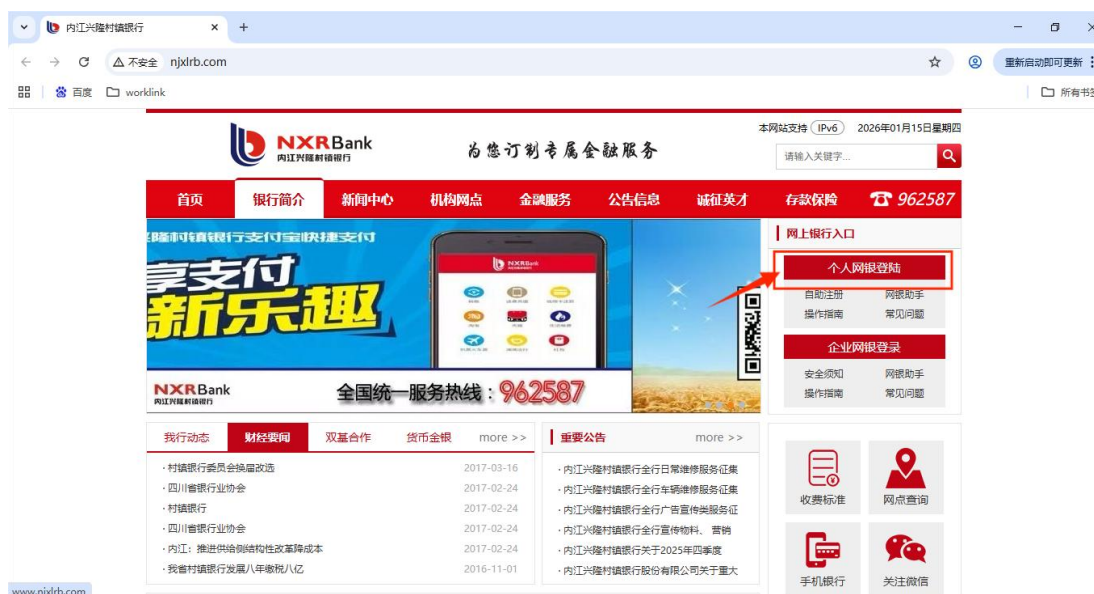 内江兴隆村镇银行
不安全 njxlrb.com
重新启动即可更新
百度 worklink 所有书签
NXRBank
内江兴隆村镇银行
为您订制专属金融服务
本网站支持 IPv6 2026年01月15日星期四
请输入关键字...
首页 银行简介 新闻中心 机构网点 金融服务 公告信息 诚征英才 存款保险 962587
兴隆村镇银行支付宝快捷支付
享支付
新乐趣
NXRBank
NXRBank
内江兴隆村镇银行
全国统一服务热线：962587
网上银行入口
个人网银登陆
自助注册 网银助手
操作指南 常见问题
企业网银登录
安全须知 网银助手
操作指南 常见问题
我行动态 财经要闻 双基合作 货币金银 more >>
· 村镇银行委员会换届改选 2017-03-16
· 四川省银行业协会 2017-02-24
· 村镇银行 2017-02-24
· 四川省银行业协会 2017-02-24
· 内江：推进供给侧结构性改革降成本 2017-02-24
· 我省村镇银行发展八年缴税八亿 2016-11-01
重要公告 more >>
· 内江兴隆村镇银行全行日常维修服务征集
· 内江兴隆村镇银行全行车辆维修服务征集
· 内江兴隆村镇银行全行广告宣传类服务征
· 内江兴隆村镇银行全行宣传物料、 营销
· 内江兴隆村镇银行关于2025年四季度
· 内江兴隆村镇银行股份有限公司关于重大
收费标准 网点查询
手机银行 关注微信
www.njxlrb.com